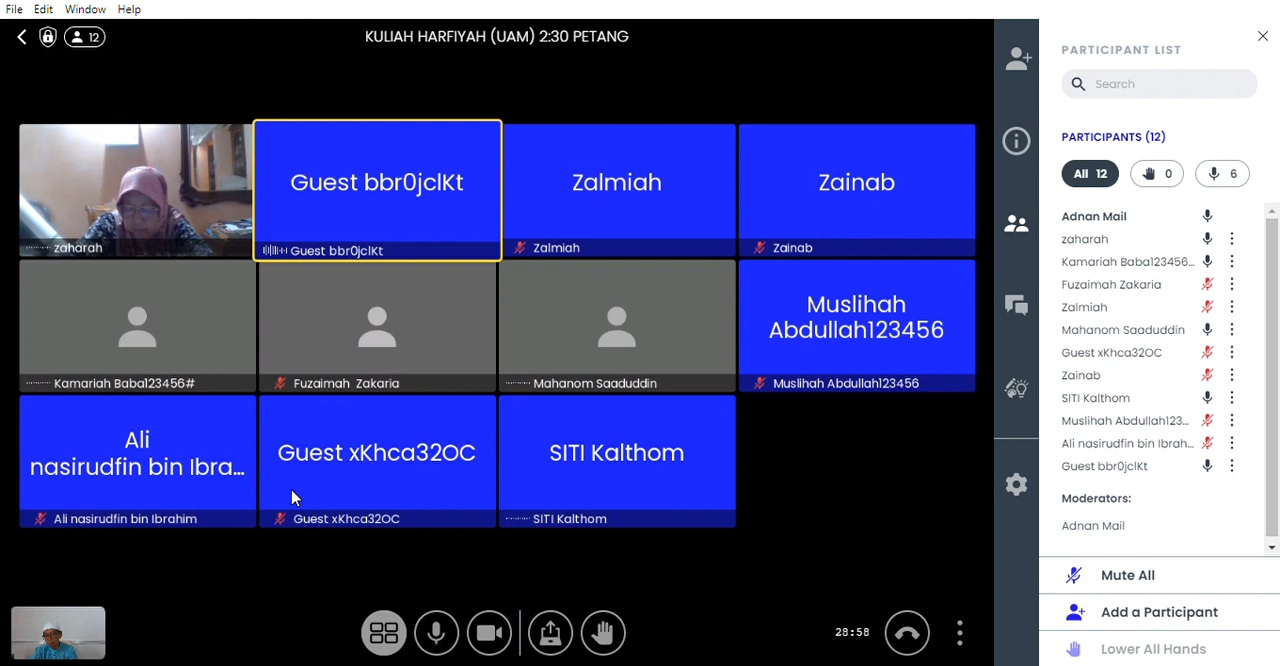 File Edit Window Help
12
KULIAH HARFIYAH (UAM) 2:30 PETANG
zaharah
Guest bbr0jclKt
Guest bbr0jclKt
Zalmiah
Zalmiah
Zainab
Zainab
Kamariah Baba123456#
Fuzaimah Zakaria
Mahanom Saaduddin
Muslihah
Abdullah123456
Muslihah Abdullah123456
Ali
nasirudfin bin Ibra...
Ali nasirudfin bin Ibrahim
Guest xKhca32OC
Guest xKhca32OC
SITI Kalthom
SITI Kalthom
28:58
PARTICIPANT LIST
Search
PARTICIPANTS (12)
All 12 0 6
Adnan Mail
zaharah
Kamariah Baba123456...
Fuzaimah Zakaria
Zalmiah
Mahanom Saaduddin
Guest xKhca32OC
Zainab
SITI Kalthom
Muslihah Abdullah123...
Ali nasirudfin bin Ibrah...
Guest bbr0jclKt
Moderators:
Adnan Mail
Mute All
Add a Participant
Lower All Hands